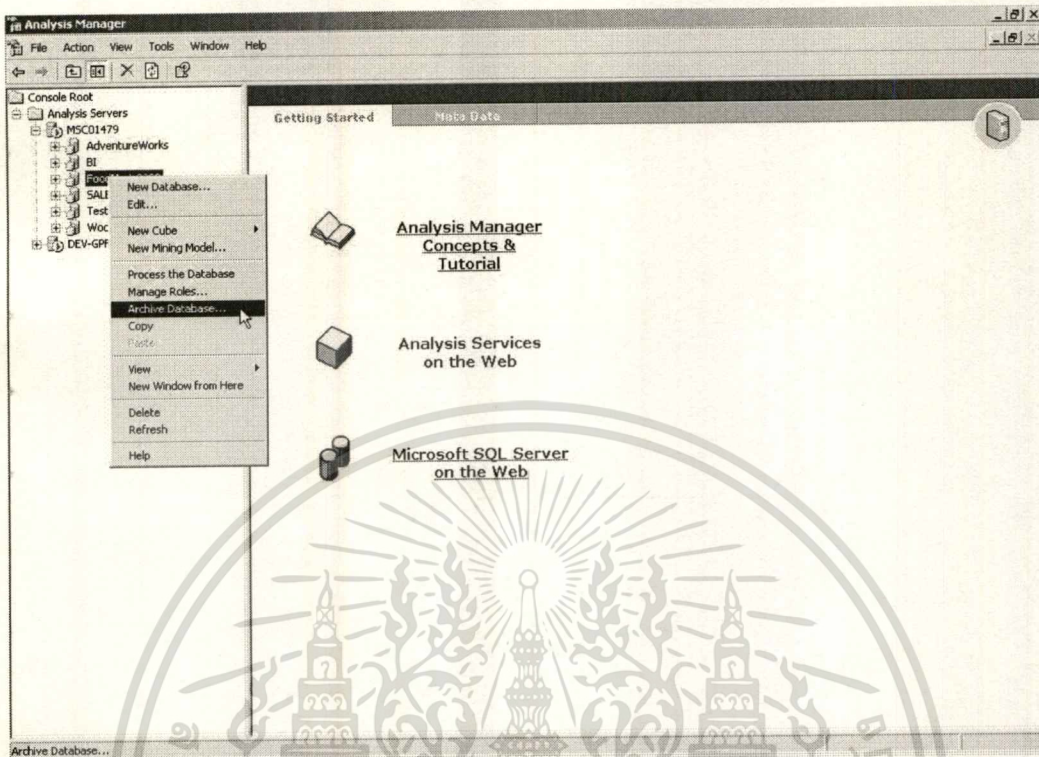 Analysis Manager
File Action View Tools Window Help
Console Root
Analysis Servers
MSC01479
AdventureWorks
BI
SALE
Test
Getting Started
Meta Data
New Database...
Edit...
New Cube
New Mining Model...
Process the Database
Manage Roles...
Archive Database...
Copy
Paste
View
New Window from Here
Delete
Refresh
Help
Analysis Manager
Concepts &
Tutorial
Analysis Services
on the Web
Microsoft SQL Server
on the Web
Archive Database...